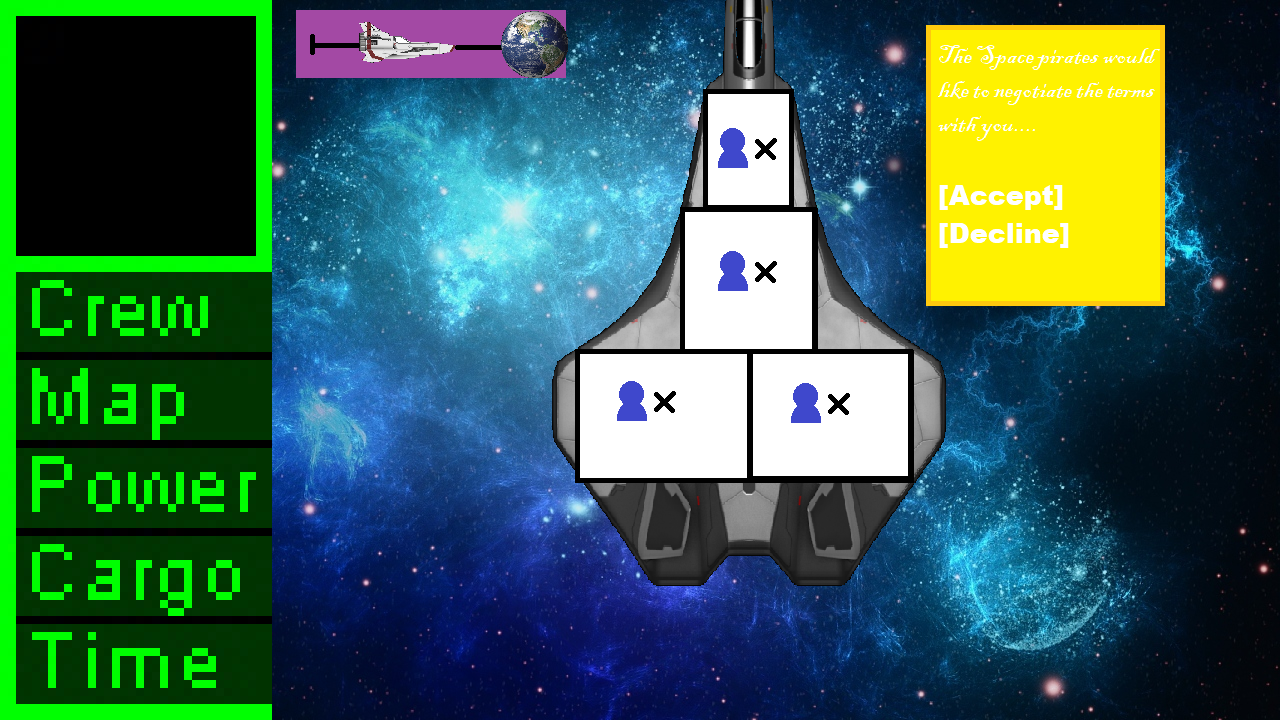 Crew
Map
Power
Cargo
Time
The Space pirates would
like to negotiate the terms
with you....
[Accept]
[Decline]